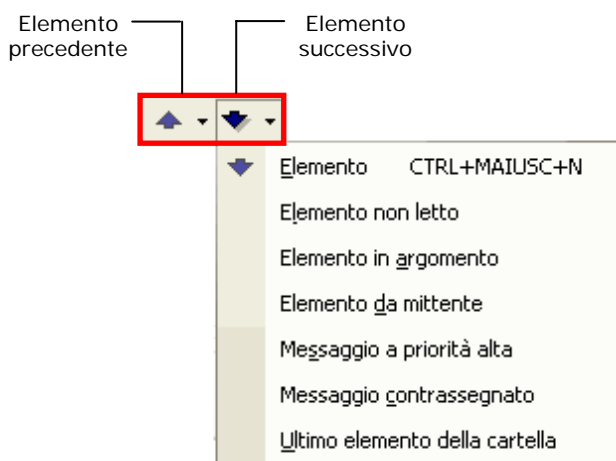 Elemento
precedente
Elemento
successivo
Elemento CTRL+MAIUSC+N
Elemento non letto
Elemento in argomento
Elemento da mittente
Messaggio a priorità alta
Messaggio contrassegnato
Ultimo elemento della cartella